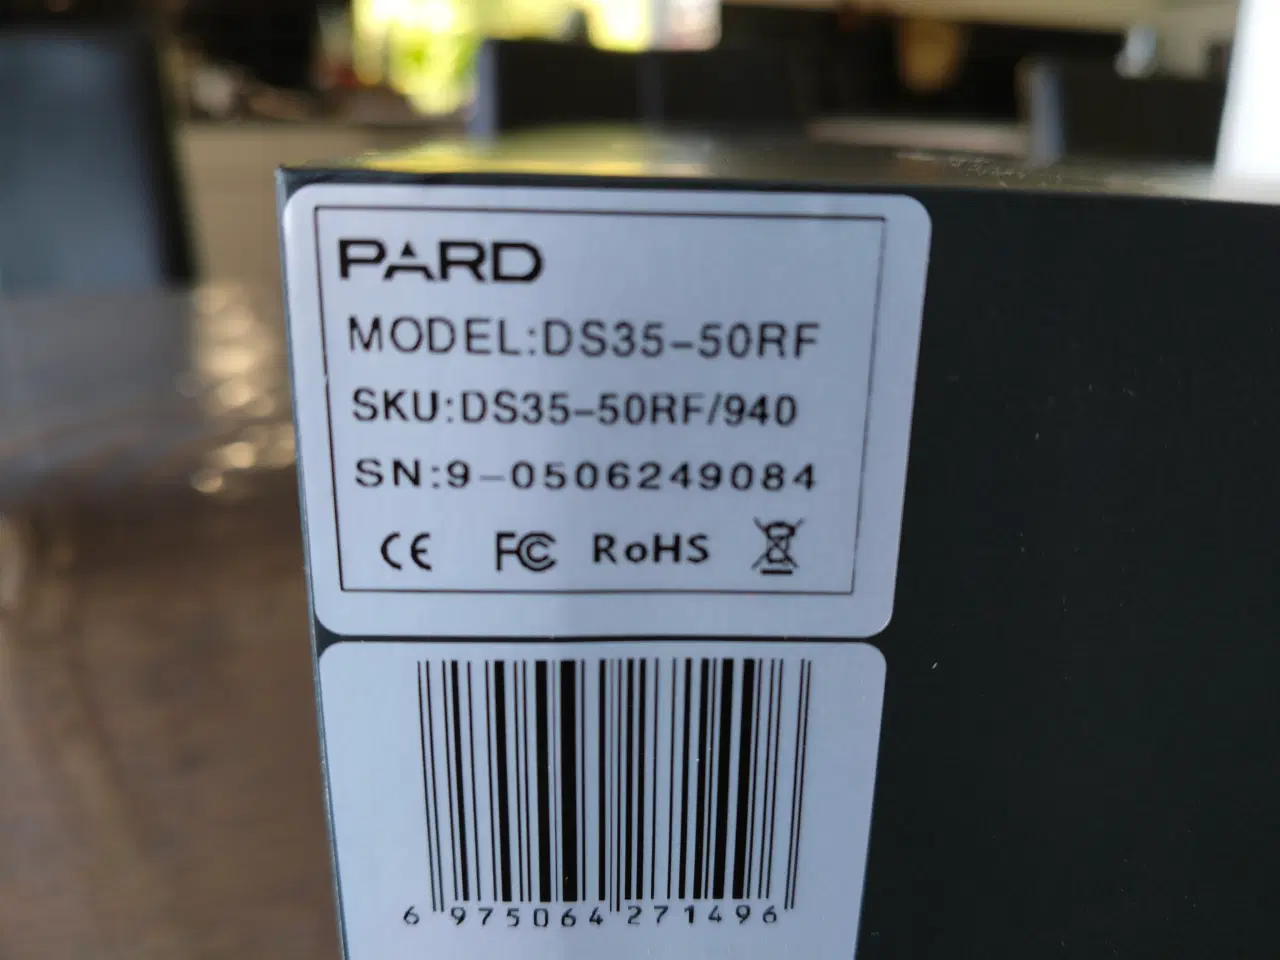 PARD
MODEL:DS35-50RF
SKU:DS35-50RF/940
SN:9-0506249084
CE FC RoHS
6 975064 271496